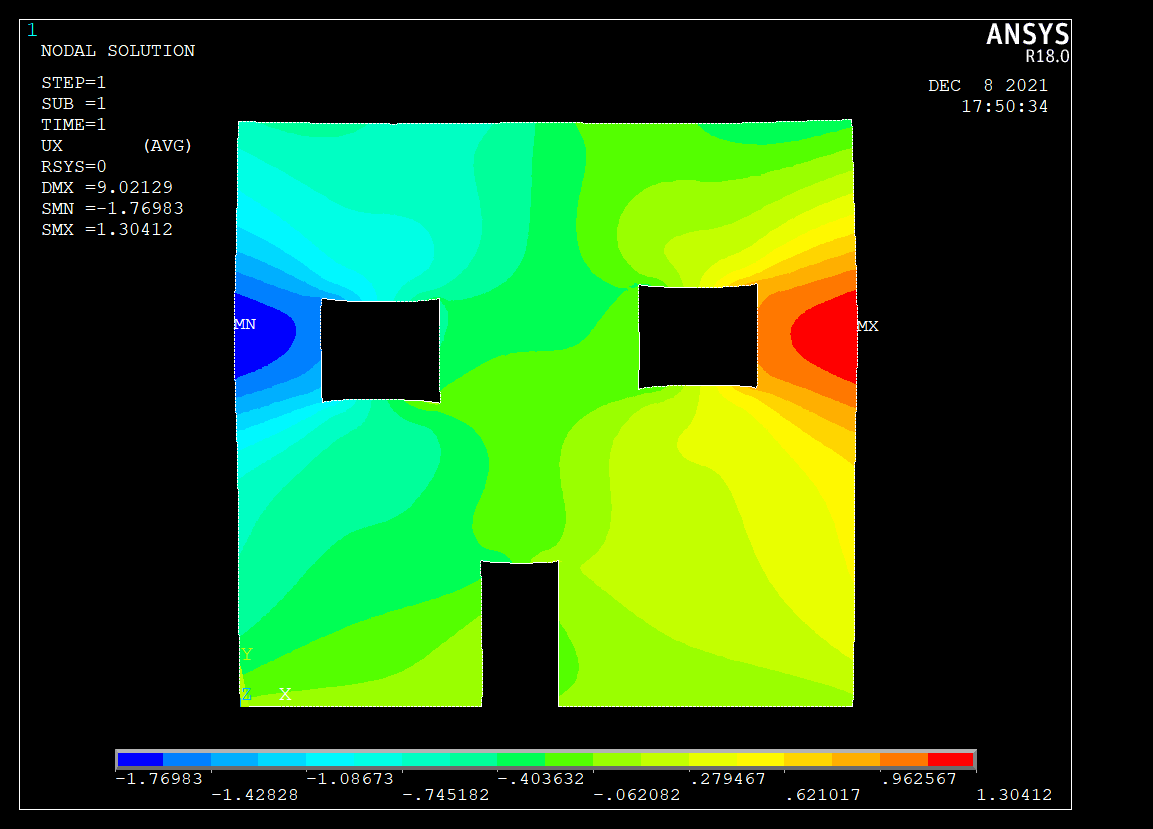 1
ANSYS
R18.0
NODAL SOLUTION
STEP=1
SUB =1
TIME=1
UX (AVG)
RSYS=0
DMX =9.02129
SMN =-1.76983
SMX =1.30412
DEC 8 2021
17:50:34
MN
MX
Y
Z X
-1.76983 -1.08673 -.403632 .279467 .962567
-1.42828 -.745182 -.062082 .621017 1.30412